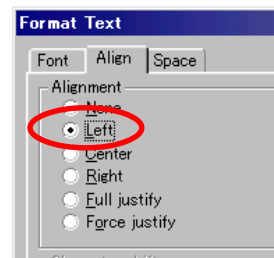 Format Text
Font Align Space
Alignment
None
Left
Center
Right
Full justify
Force justify